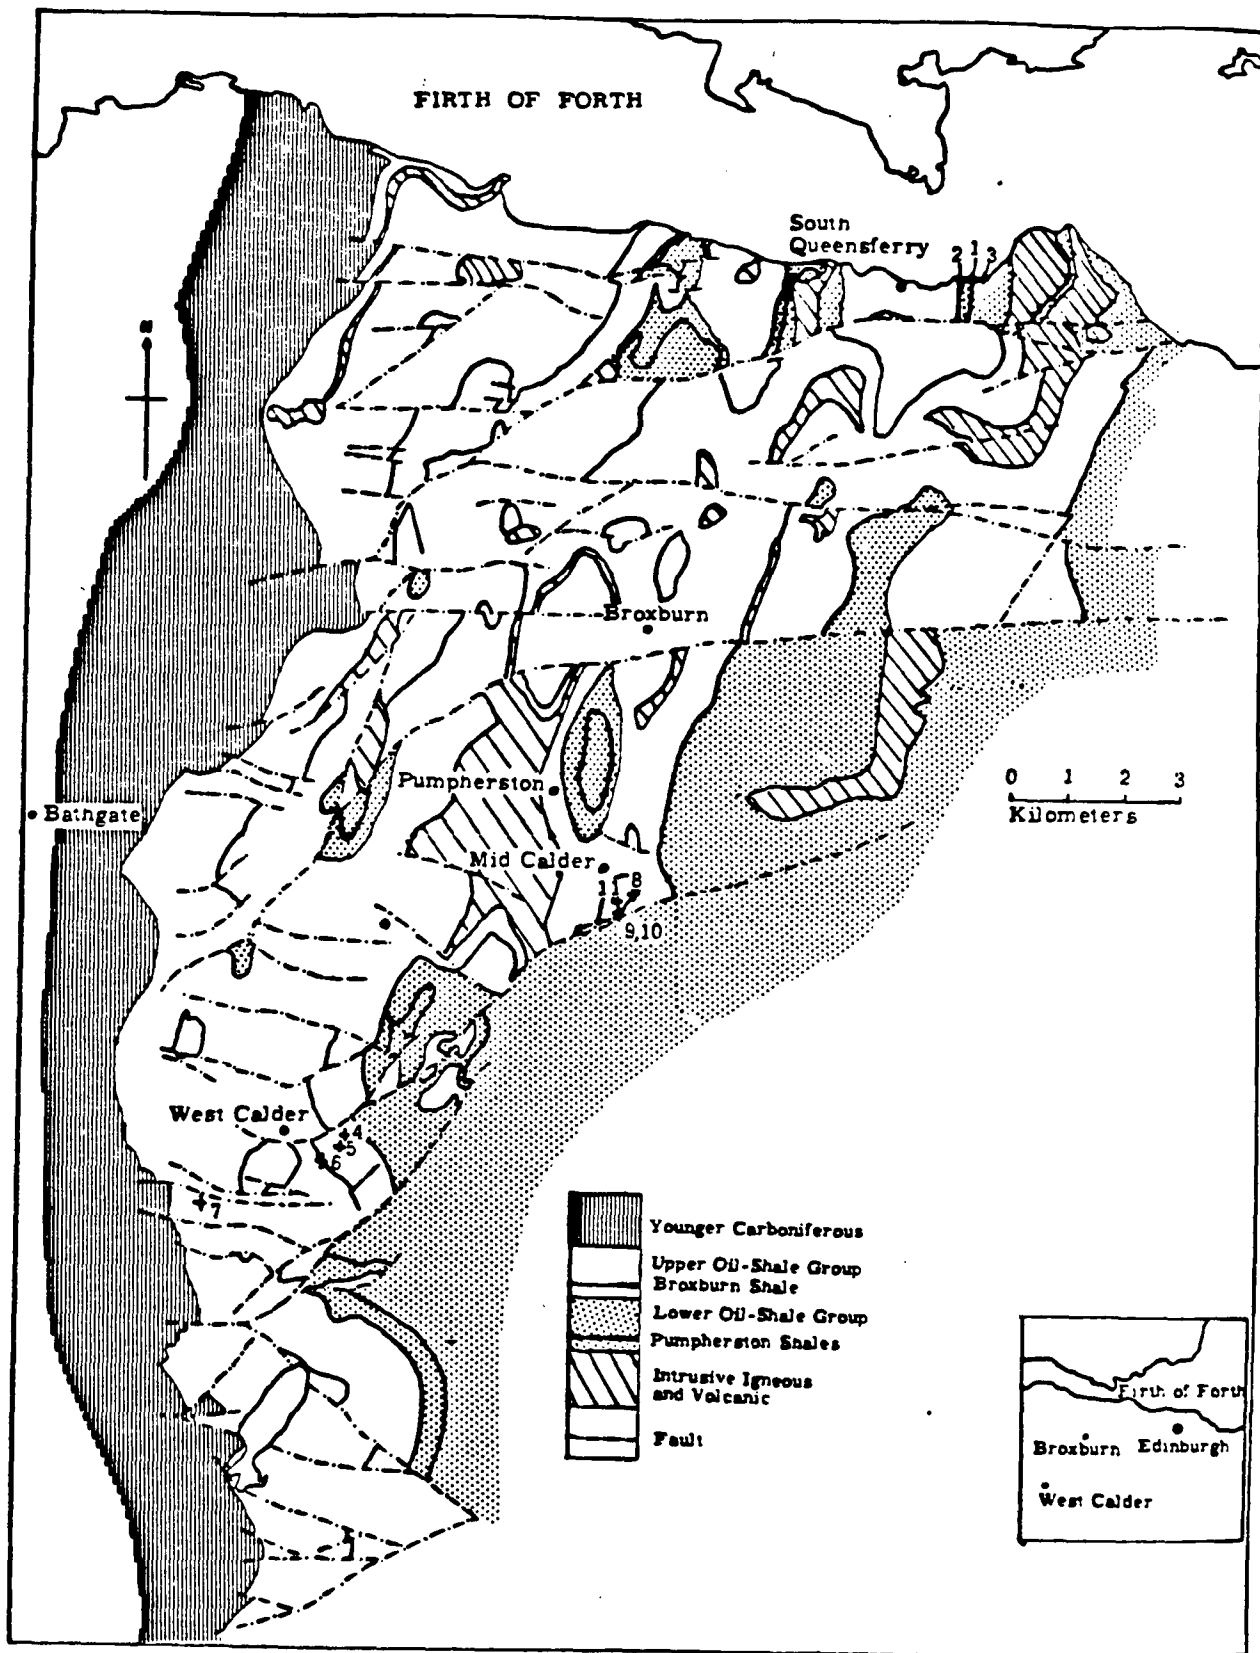 FIRTH OF FORTH
South
Queensferry
2 1 3
N
Broxburn
Pumpherston
0 1 2 3
Kilometers
Bathgate
Mid Calder
11 8
9,10
West Calder
4
5
6
7
Younger Carboniferous
Upper Oil-Shale Group
Broxburn Shale
Lower Oil-Shale Group
Pumpherston Shales
Intrusive Igneous
and Volcanic
Fault
Firth of Forth
Broxburn Edinburgh
West Calder